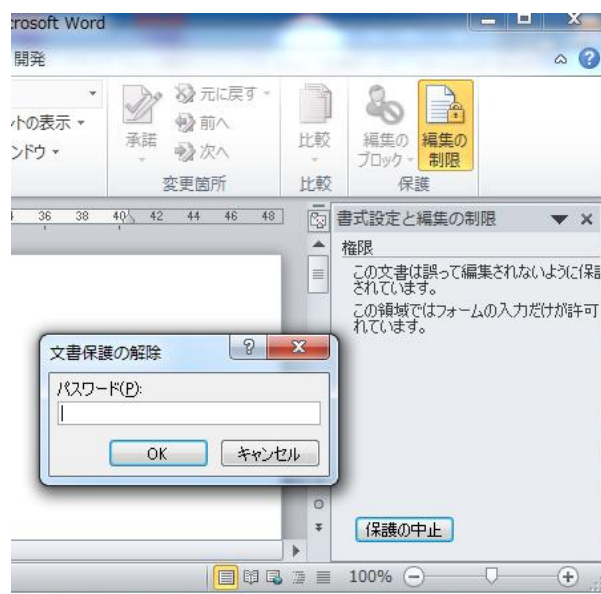 crosoft Word
開発
元に戻す
トの表示
承諾
前へ
比較
編集の
ブロック
編集の
制限
ンドウ
次へ
変更箇所
比較
保護
36 38 40 42 44 46 48
書式設定と編集の制限
権限
この文書は誤って編集されないように保護
されています。
この領域ではフォームの入力だけが許可
れています。
文書保護の解除
パスワード(P):
OK
キャンセル
保護の中止
100%